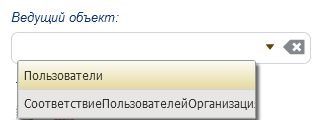 Ведущий объект:
Пользователи
СоответствиеПользователейОрганизаци